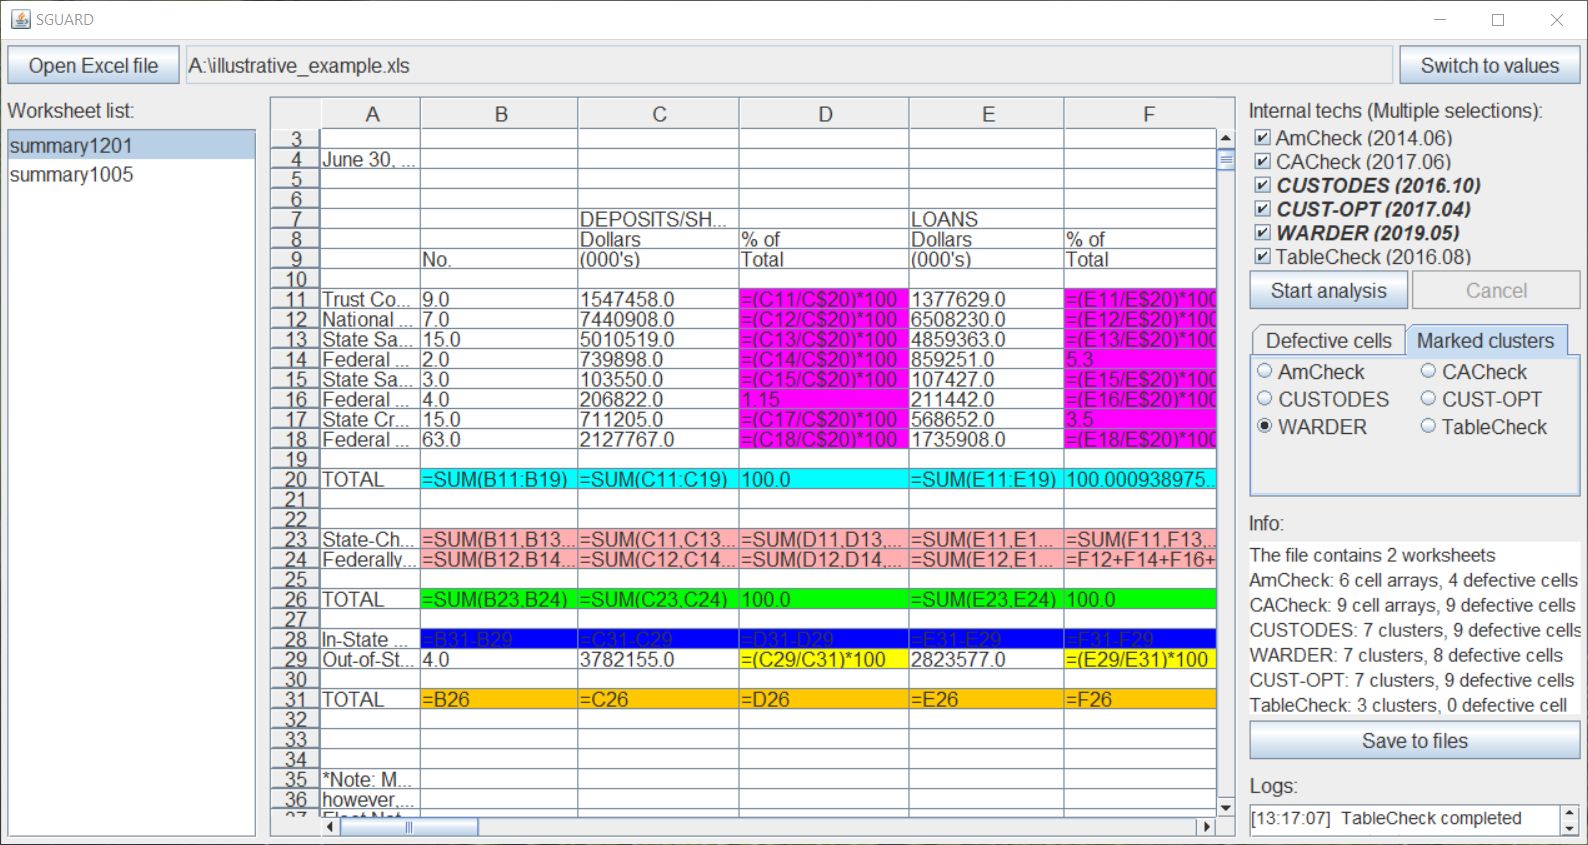 SGUARD
Open Excel file A:\illustrative_example.xls Switch to values
Worksheet list:
summary1201
summary1005
A B C D E F
3
4 June 30, ...
5
6
7 DEPOSITS/SH... LOANS
8 Dollars % of Dollars % of
9 No. (000's) Total (000's) Total
10
11 Trust Co... 9.0 1547458.0 =(C11/C$20)*100 1377629.0 =(E11/E$20)*100
12 National ... 7.0 7440908.0 =(C12/C$20)*100 6508230.0 =(E12/E$20)*100
13 State Sa... 15.0 5010519.0 =(C13/C$20)*100 4859363.0 =(E13/E$20)*100
14 Federal ... 2.0 739898.0 =(C14/C$20)*100 859251.0 5.3
15 State Sa... 3.0 103550.0 =(C15/C$20)*100 107427.0 =(E15/E$20)*100
16 Federal ... 4.0 206822.0 1.15 211442.0 =(E16/E$20)*100
17 State Cr... 15.0 711205.0 =(C17/C$20)*100 568652.0 3.5
18 Federal ... 63.0 2127767.0 =(C18/C$20)*100 1735908.0 =(E18/E$20)*100
19
20 TOTAL =SUM(B11:B19) =SUM(C11:C19) 100.0 =SUM(E11:E19) 100.000938975...
21
22
23 State-Ch... =SUM(B11,B13... =SUM(C11,C13... =SUM(D11,D13,... =SUM(E11,E1... =SUM(F11,F13,...
24 Federally... =SUM(B12,B14... =SUM(C12,C14... =SUM(D12,D14,... =SUM(E12,E1... =F12+F14+F16+
25
26 TOTAL =SUM(B23,B24) =SUM(C23,C24) 100.0 =SUM(E23,E24) 100.0
27
28 In-State ... =B31-B29 =C31-C29 =D31-D29 =E31-E29 =F31-F29
29 Out-of-St... 4.0 3782155.0 =(C29/C31)*100 2823577.0 =(E29/E31)*100
30
31 TOTAL =B26 =C26 =D26 =E26 =F26
32
33
34
35 *Note: M...
36 however,...
Internal techs (Multiple selections):
AmCheck (2014.06)
CACheck (2017.06)
CUSTODES (2016.10)
CUST-OPT (2017.04)
WARDER (2019.05)
TableCheck (2016.08)
Start analysis Cancel
Defective cells Marked clusters
AmCheck CACheck
CUSTODES CUST-OPT
WARDER TableCheck
Info:
The file contains 2 worksheets
AmCheck: 6 cell arrays, 4 defective cells
CACheck: 9 cell arrays, 9 defective cells
CUSTODES: 7 clusters, 9 defective cells
WARDER: 7 clusters, 8 defective cells
CUST-OPT: 7 clusters, 9 defective cells
TableCheck: 3 clusters, 0 defective cell
Save to files
Logs:
[13:17:07] TableCheck completed